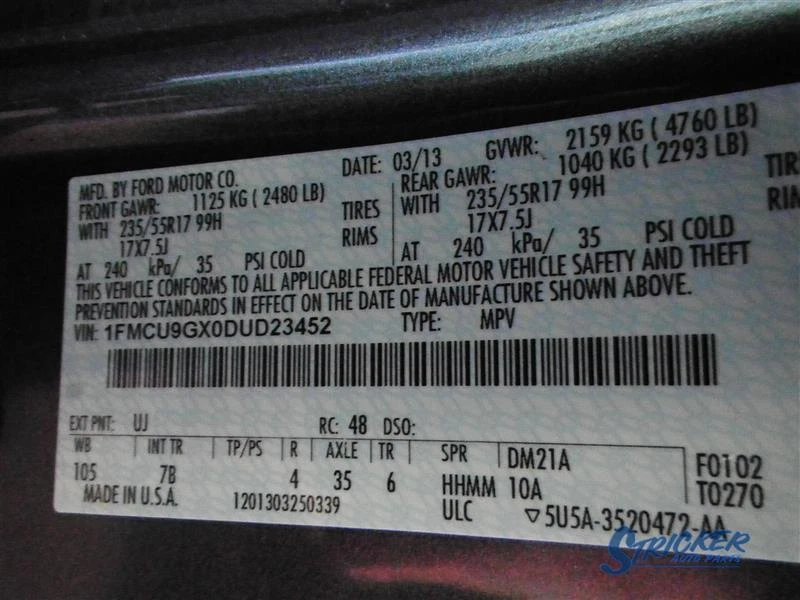 MFD. BY FORD MOTOR CO. DATE: 03/13 GVWR: 2159 KG ( 4760 LB)
FRONT GAWR: 1125 KG ( 2480 LB) REAR GAWR: 1040 KG ( 2293 LB)
WITH 235/55R17 99H TIRES WITH 235/55R17 99H TIRE
17X7.5J RIMS 17X7.5J RIM
AT 240 kPa/ 35 PSI COLD AT 240 kPa/ 35 PSI COLD
THIS VEHICLE CONFORMS TO ALL APPLICABLE FEDERAL MOTOR VEHICLE SAFETY AND THEFT
PREVENTION STANDARDS IN EFFECT ON THE DATE OF MANUFACTURE SHOWN ABOVE.
VIN: 1FMCU9GX0DUD23452 TYPE: MPV
EXT PNT: UJ RC: 48 DSO:
WB INT TR TP/PS R AXLE TR SPR DM21A F0102
105 7B 4 35 6 HHMM 10A T0270
MADE IN U.S.A. 1201303250339 ULC ▽5U5A-3520472-AA
STRICKER
AUTO PARTS